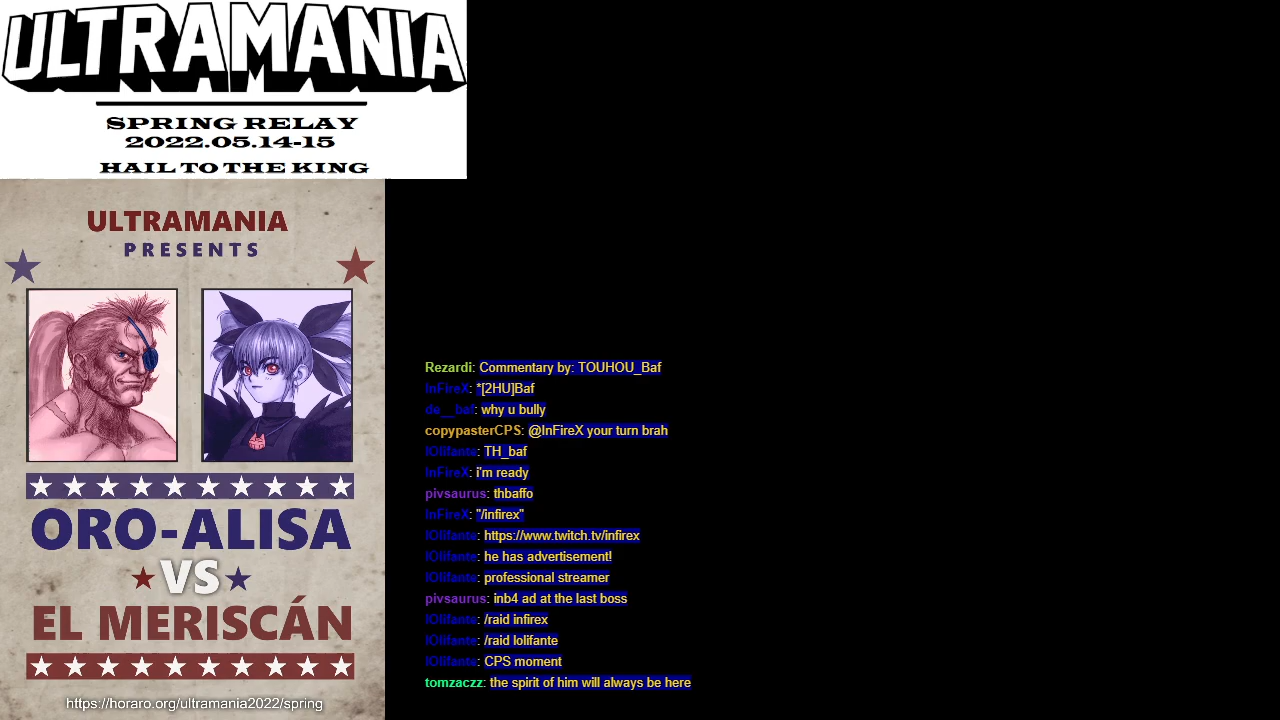 ULTRAMANIA
SPRING RELAY
2022.05.14-15
HAIL TO THE KING
ULTRAMANIA
PRESENTS
ORO-ALISA
VS
EL MERISCÁN
https://horaro.org/ultramania2022/spring
Rezardi: Commentary by: TOUHOU_Baf
InFireX: *[2HU]Baf
de__baf: why u bully
copypasterCPS: @InFireX your turn brah
lOlifante: TH_baf
InFireX: i'm ready
pivsaurus: thbaffo
InFireX: "/infirex"
lOlifante: https://www.twitch.tv/infirex
lOlifante: he has advertisement!
lOlifante: professional streamer
pivsaurus: inb4 ad at the last boss
lOlifante: /raid infirex
lOlifante: /raid lolifante
lOlifante: CPS moment
tomzaczz: the spirit of him will always be here